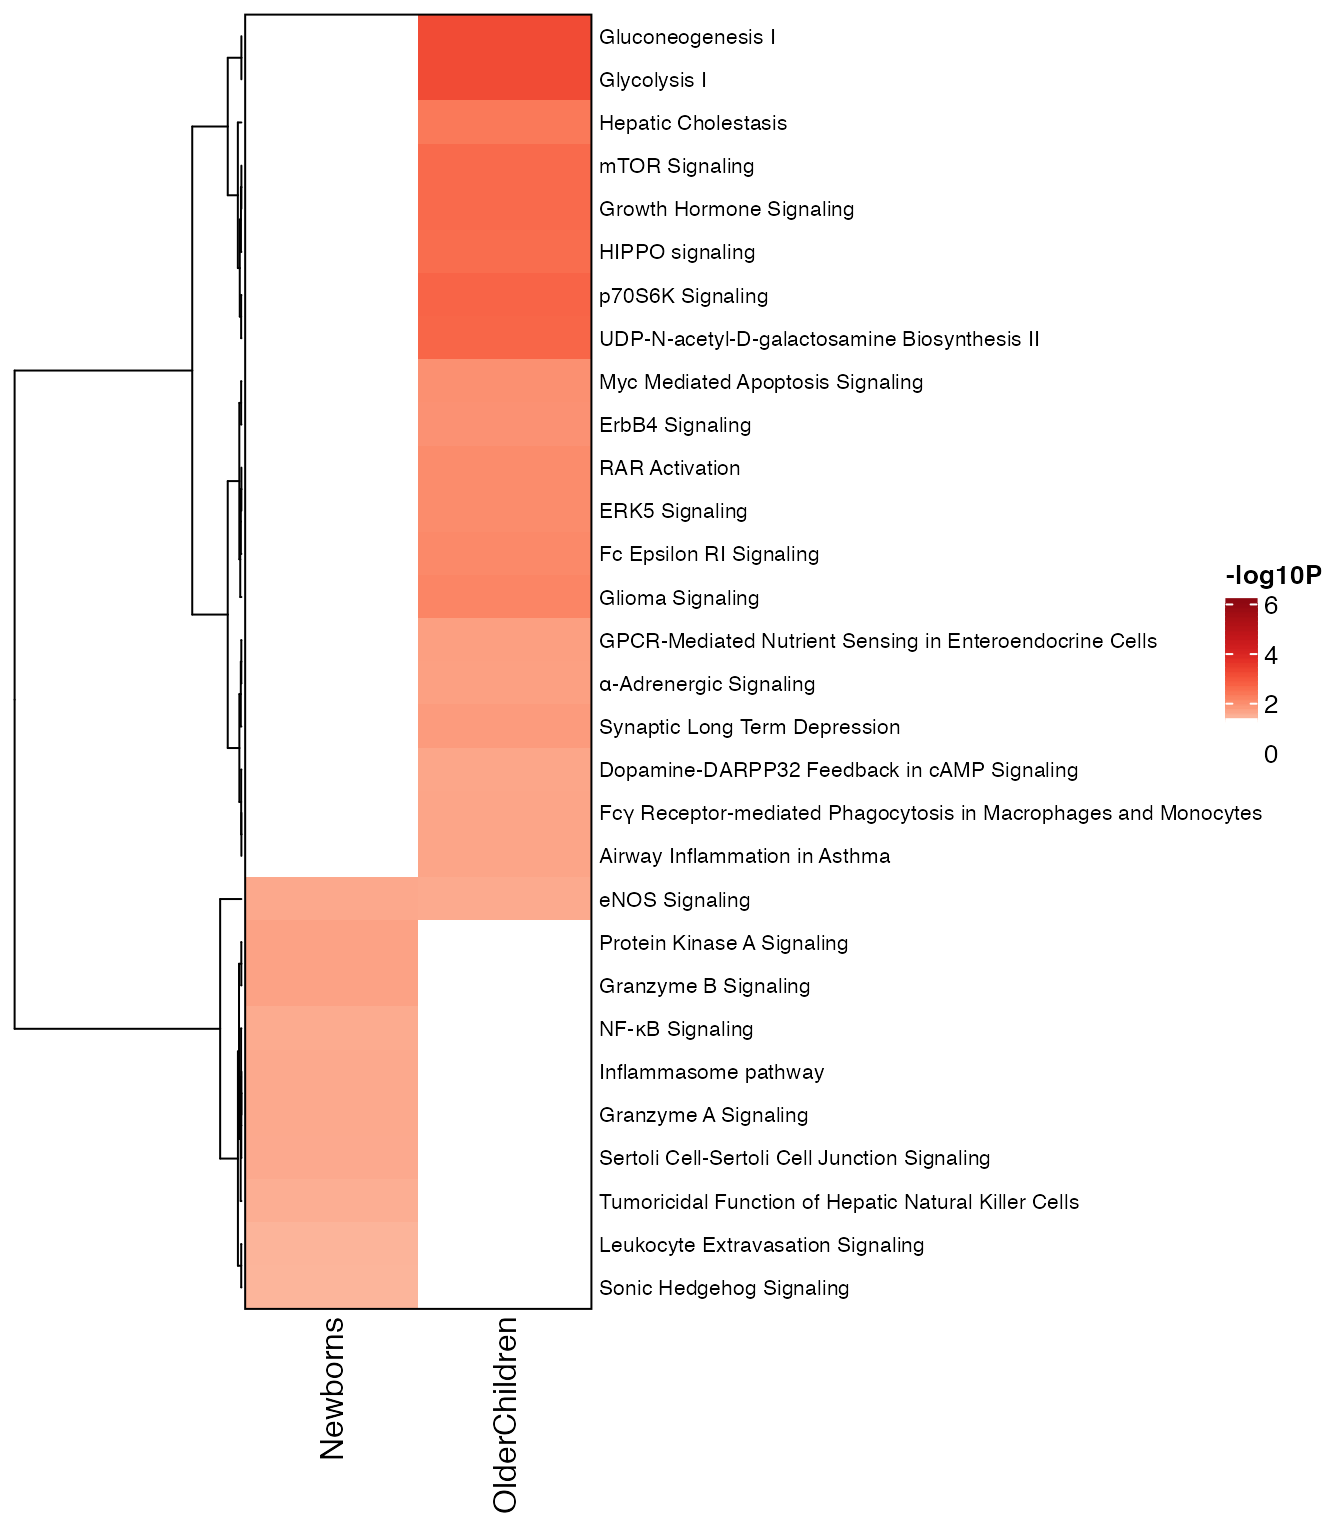 Gluconeogenesis I
Glycolysis I
Hepatic Cholestasis
mTOR Signaling
Growth Hormone Signaling
HIPPO signaling
p70S6K Signaling
UDP-N-acetyl-D-galactosamine Biosynthesis II
Myc Mediated Apoptosis Signaling
ErbB4 Signaling
RAR Activation
ERK5 Signaling
Fc Epsilon RI Signaling
Glioma Signaling
GPCR-Mediated Nutrient Sensing in Enteroendocrine Cells
α-Adrenergic Signaling
Synaptic Long Term Depression
Dopamine-DARPP32 Feedback in cAMP Signaling
Fcγ Receptor-mediated Phagocytosis in Macrophages and Monocytes
Airway Inflammation in Asthma
eNOS Signaling
Protein Kinase A Signaling
Granzyme B Signaling
NF-κB Signaling
Inflammasome pathway
Granzyme A Signaling
Sertoli Cell-Sertoli Cell Junction Signaling
Tumoricidal Function of Hepatic Natural Killer Cells
Leukocyte Extravasation Signaling
Sonic Hedgehog Signaling
Newborns
OlderChildren
-log10P
6
4
2
0